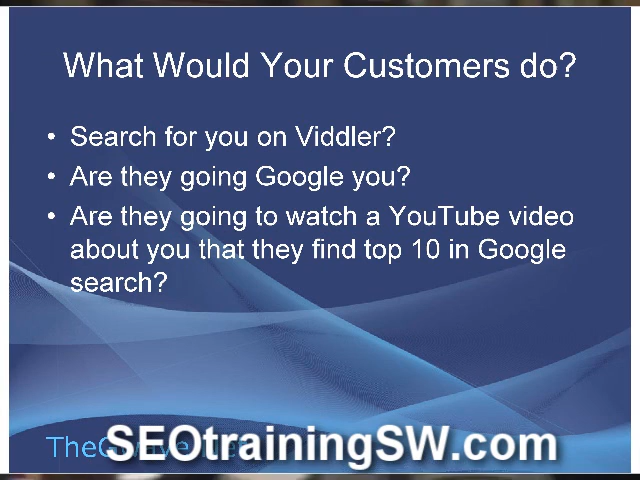 What Would Your Customers do?
• Search for you on Viddler?
• Are they going Google you?
• Are they going to watch a YouTube video
about you that they find top 10 in Google
search?
SEOtrainingSW.com